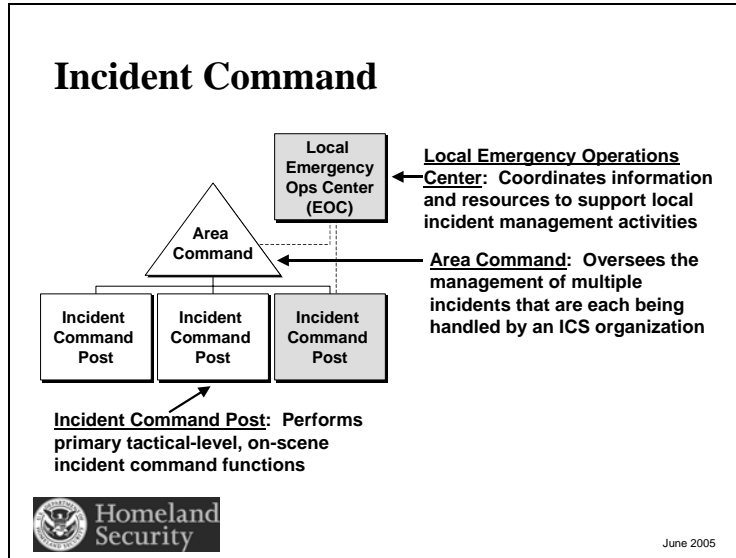 Incident Command
Local
Emergency
Ops Center
(EOC)
Local Emergency Operations
Center: Coordinates information
and resources to support local
incident management activities
Area
Command
Area Command: Oversees the
management of multiple
incidents that are each being
handled by an ICS organization
Incident
Command
Post
Incident
Command
Post
Incident
Command
Post
Incident Command Post: Performs
primary tactical-level, on-scene
incident command functions
Homeland
Security
June 2005